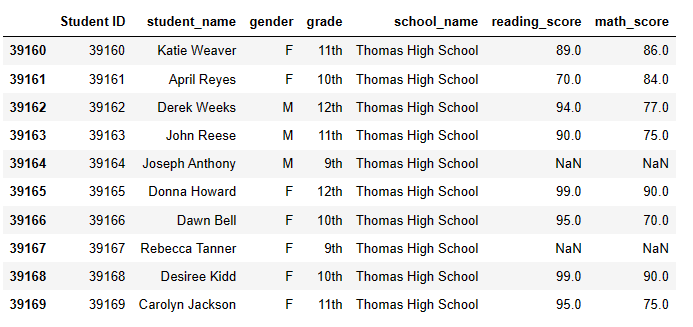 Student ID student_name gender grade school_name reading_score math_score
39160 39160 Katie Weaver F 11th Thomas High School 89.0 86.0
39161 39161 April Reyes F 10th Thomas High School 70.0 84.0
39162 39162 Derek Weeks M 12th Thomas High School 94.0 77.0
39163 39163 John Reese M 11th Thomas High School 90.0 75.0
39164 39164 Joseph Anthony M 9th Thomas High School NaN NaN
39165 39165 Donna Howard F 12th Thomas High School 99.0 90.0
39166 39166 Dawn Bell F 10th Thomas High School 95.0 70.0
39167 39167 Rebecca Tanner F 9th Thomas High School NaN NaN
39168 39168 Desiree Kidd F 10th Thomas High School 99.0 90.0
39169 39169 Carolyn Jackson F 11th Thomas High School 95.0 75.0